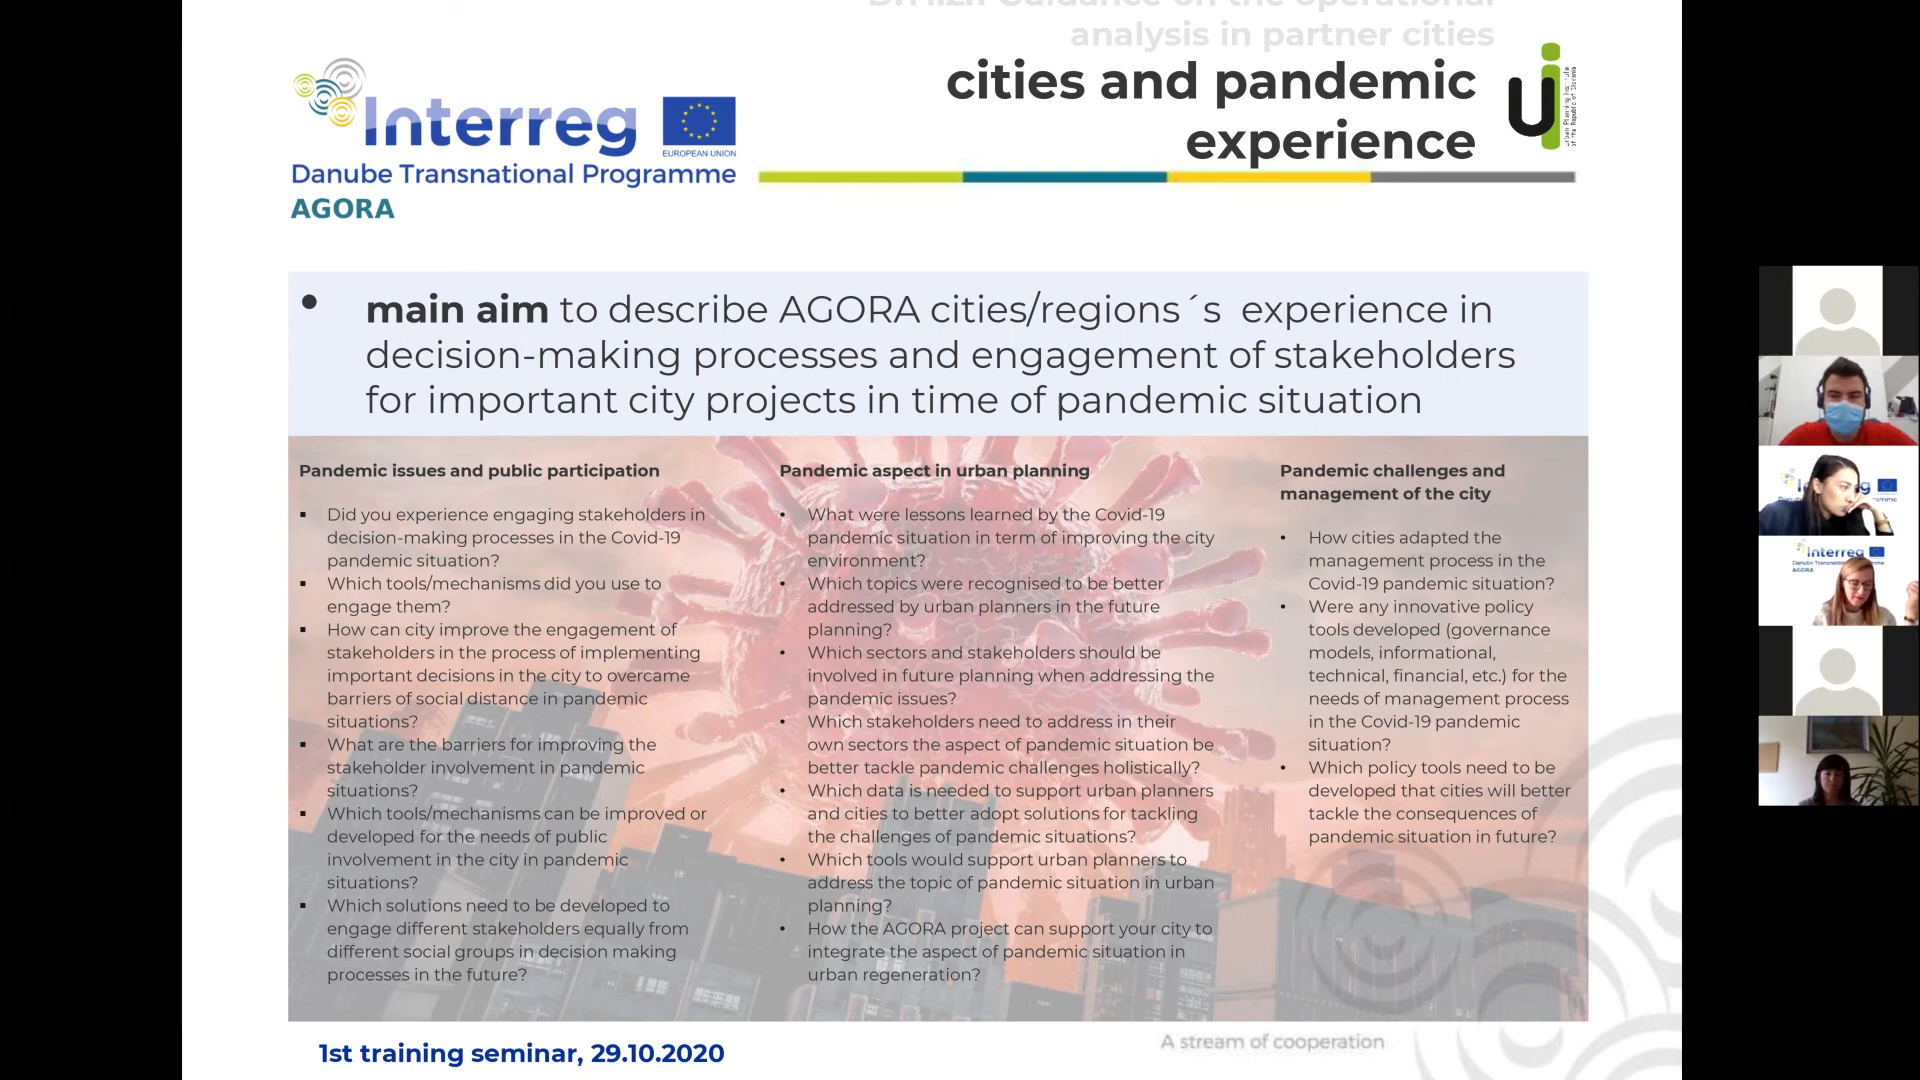 analysis in partner cities
cities and pandemic
experience
Interreg
EUROPEAN UNION
Danube Transnational Programme
AGORA
• main aim to describe AGORA cities/regions´s experience in
decision-making processes and engagement of stakeholders
for important city projects in time of pandemic situation
Pandemic issues and public participation
▪ Did you experience engaging stakeholders in
decision-making processes in the Covid-19
pandemic situation?
▪ Which tools/mechanisms did you use to
engage them?
▪ How can city improve the engagement of
stakeholders in the process of implementing
important decisions in the city to overcame
barriers of social distance in pandemic
situations?
▪ What are the barriers for improving the
stakeholder involvement in pandemic
situations?
▪ Which tools/mechanisms can be improved or
developed for the needs of public
involvement in the city in pandemic
situations?
▪ Which solutions need to be developed to
engage different stakeholders equally from
different social groups in decision making
processes in the future?
Pandemic aspect in urban planning
• What were lessons learned by the Covid-19
pandemic situation in term of improving the city
environment?
• Which topics were recognised to be better
addressed by urban planners in the future
planning?
• Which sectors and stakeholders should be
involved in future planning when addressing the
pandemic issues?
• Which stakeholders need to address in their
own sectors the aspect of pandemic situation be
better tackle pandemic challenges holistically?
• Which data is needed to support urban planners
and cities to better adopt solutions for tackling
the challenges of pandemic situations?
• Which tools would support urban planners to
address the topic of pandemic situation in urban
planning?
• How the AGORA project can support your city to
integrate the aspect of pandemic situation in
urban regeneration?
Pandemic challenges and
management of the city
• How cities adapted the
management process in the
Covid-19 pandemic situation?
• Were any innovative policy
tools developed (governance
models, informational,
technical, financial, etc.) for the
needs of management process
in the Covid-19 pandemic
situation?
• Which policy tools need to be
developed that cities will better
tackle the consequences of
pandemic situation in future?
1st training seminar, 29.10.2020
A stream of cooperation
Interreg
AGORA